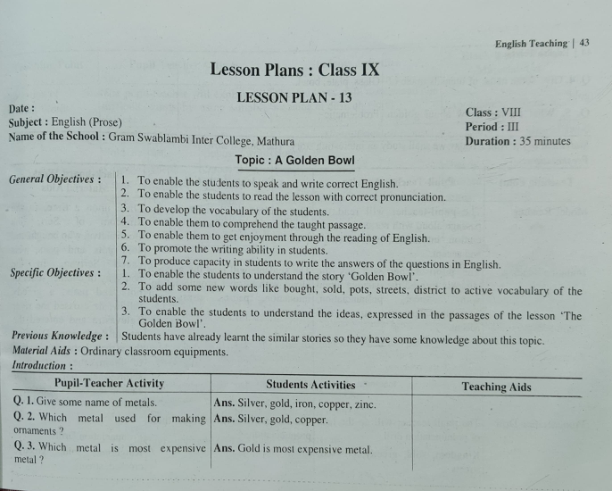 English Teaching | 43
Lesson Plans : Class IX
LESSON PLAN - 13
Date :
Subject : English (Prose)
Name of the School : Gram Swablambi Inter College, Mathura
Class : VIII
Period : III
Duration : 35 minutes
Topic : A Golden Bowl
General Objectives :
1. To enable the students to speak and write correct English.
2. To enable the students to read the lesson with correct pronunciation.
3. To develop the vocabulary of the students.
4. To enable them to comprehend the taught passage.
5. To enable them to get enjoyment through the reading of English.
6. To promote the writing ability in students.
7. To produce capacity in students to write the answers of the questions in English.
Specific Objectives :
1. To enable the students to understand the story 'Golden Bowl'.
2. To add some new words like bought, sold, pots, streets, district to active vocabulary of the
students.
3. To enable the students to understand the ideas, expressed in the passages of the lesson 'The
Golden Bowl'.
Previous Knowledge : Students have already learnt the similar stories so they have some knowledge about this topic.
Material Aids : Ordinary classroom equipments.
Introduction :
Pupil-Teacher Activity
Students Activities
Teaching Aids
Q. 1. Give some name of metals.
Ans. Silver, gold, iron, copper, zinc.
Q. 2. Which metal used for making
ornaments ?
Ans. Silver, gold, copper.
Q. 3. Which metal is most expensive
metal ?
Ans. Gold is most expensive metal.